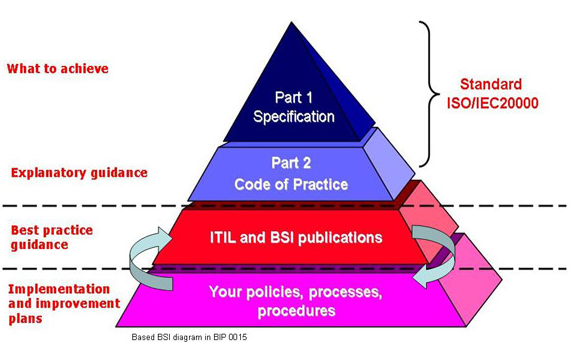 What to achieve
Part 1
Specification
Standard
ISO/IEC20000
Explanatory guidance
Part 2
Code of Practice
Best practice
guidance
ITIL and BSI publications
Implementation
and improvement
plans
Your policies, processes,
procedures
Based BSI diagram in BIP 0015